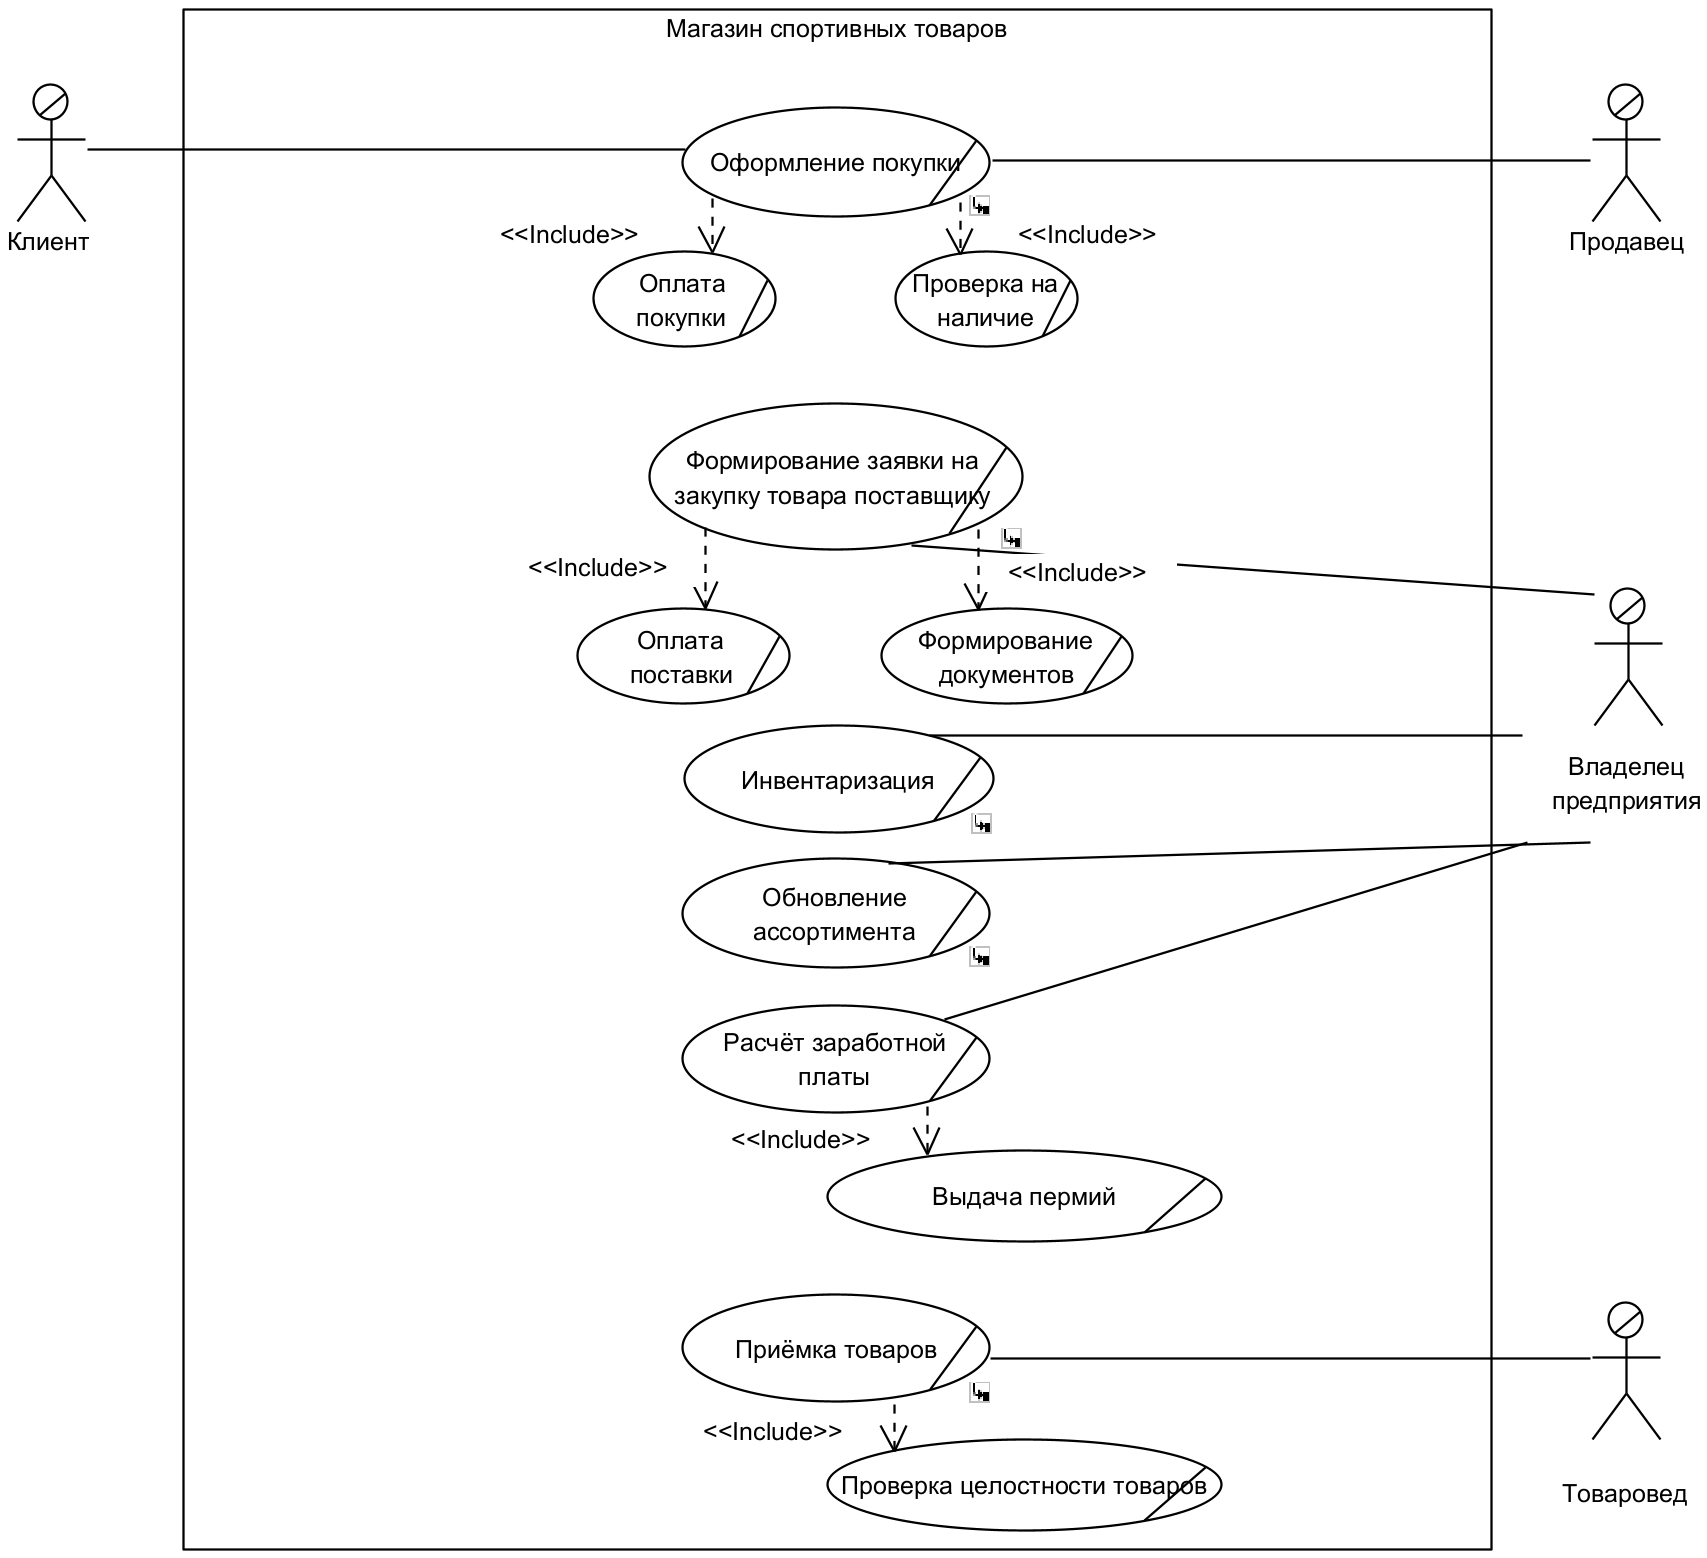 Магазин спортивных товаров
Клиент
Продавец
Оформление покупки
<<Include>>
<<Include>>
Оплата
покупки
Проверка на
наличие
Формирование заявки на
закупку товара поставщику
<<Include>>
<<Include>>
Оплата
поставки
Формирование
документов
Владелец
предприятия
Инвентаризация
Обновление
ассортимента
Расчёт заработной
платы
<<Include>>
Выдача пермий
Приёмка товаров
<<Include>>
Проверка целостности товаров
Товаровед